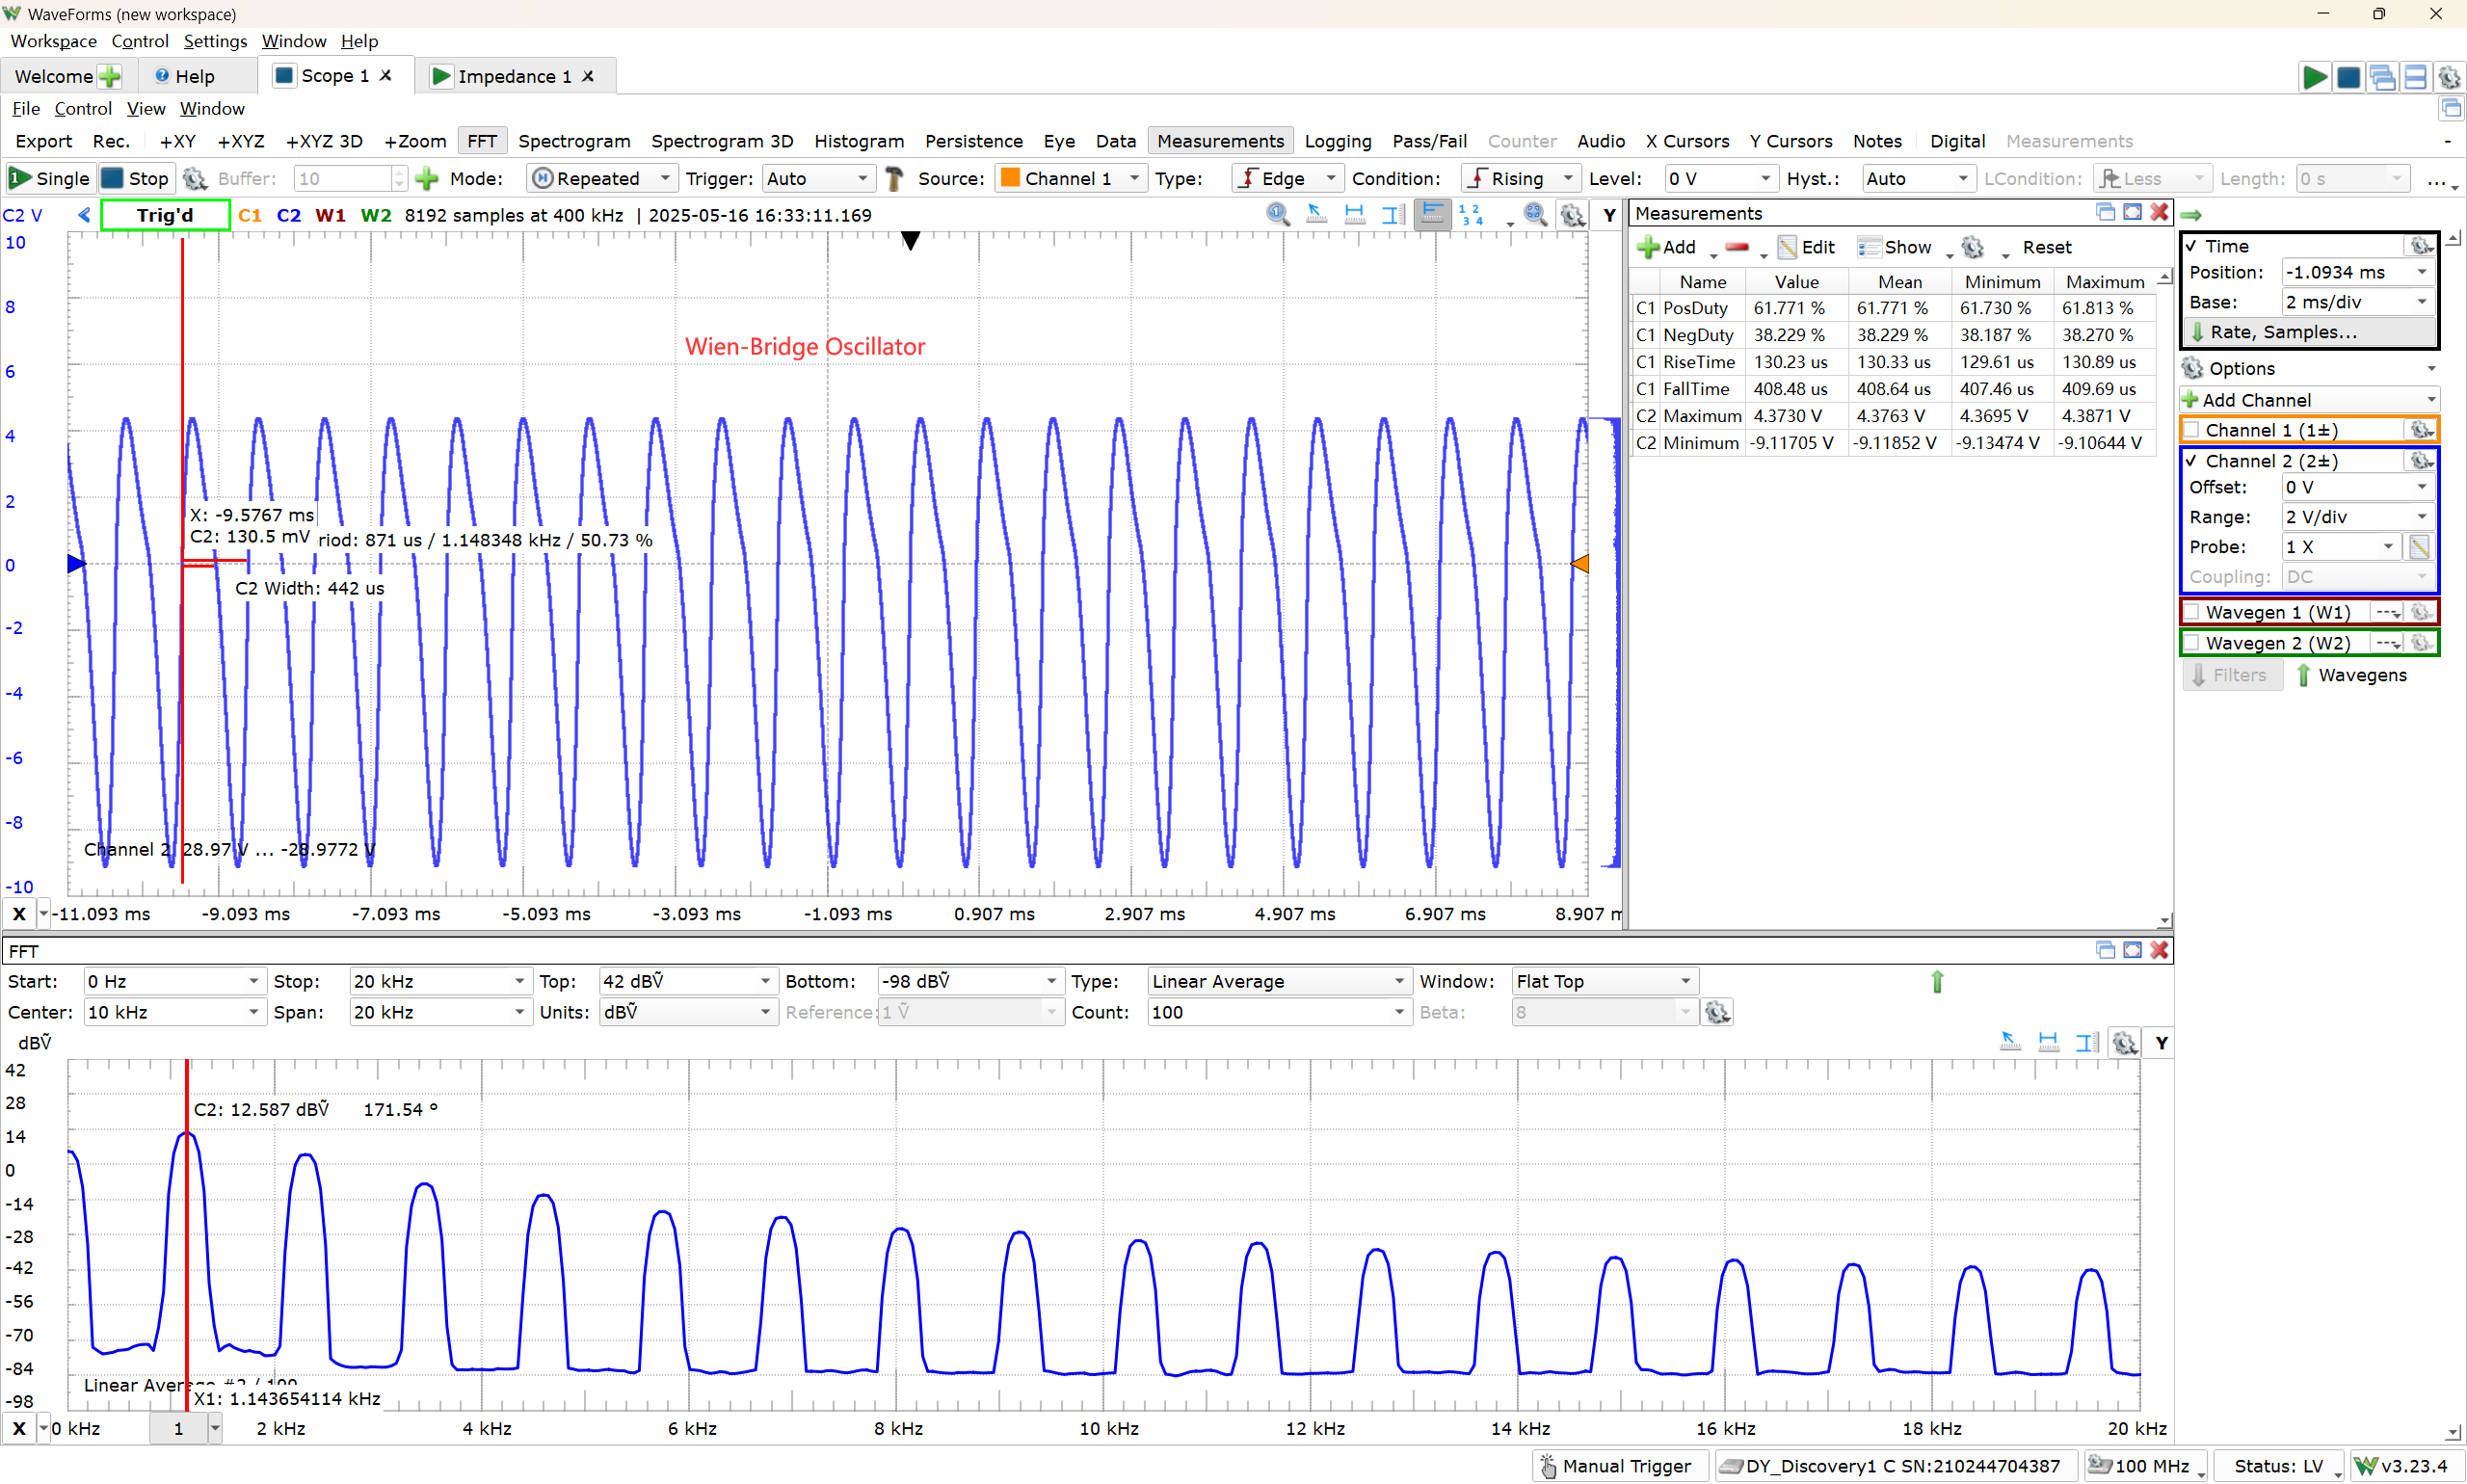 WaveForms (new workspace)
Workspace Control Settings Window Help
Welcome Help Scope 1 Impedance 1
File Control View Window
Export Rec. +XY +XYZ +XYZ 3D +Zoom FFT Spectrogram Spectrogram 3D Histogram Persistence Eye Data Measurements Logging Pass/Fail Counter Audio X Cursors Y Cursors Notes Digital Measurements
Single Stop Buffer: 10 Mode: Repeated Trigger: Auto Source: Channel 1 Type: Edge Condition: Rising Level: 0 V Hyst.: Auto LCondition: Less Length: 0 s ...
C2 V Trig'd C1 C2 W1 W2 8192 samples at 400 kHz | 2025-05-16 16:33:11.169 Y
10
8
6
4
2
0
-2
-4
-6
-8
-10
Wien-Bridge Oscillator
X: -9.5767 ms
C2: 130.5 mV riod: 871 us / 1.148348 kHz / 50.73 %
C2 Width: 442 us
Channel 2 28.97 V ... -28.9772 V
X -11.093 ms -9.093 ms -7.093 ms -5.093 ms -3.093 ms -1.093 ms 0.907 ms 2.907 ms 4.907 ms 6.907 ms 8.907 m
Measurements
Add Edit Show Reset
Name Value Mean Minimum Maximum
C1 PosDuty 61.771 % 61.771 % 61.730 % 61.813 %
C1 NegDuty 38.229 % 38.229 % 38.187 % 38.270 %
C1 RiseTime 130.23 us 130.33 us 129.61 us 130.89 us
C1 FallTime 408.48 us 408.64 us 407.46 us 409.69 us
C2 Maximum 4.3730 V 4.3763 V 4.3695 V 4.3871 V
C2 Minimum -9.11705 V -9.11852 V -9.13474 V -9.10644 V
Time
Position: -1.0934 ms
Base: 2 ms/div
Rate, Samples...
Options
Add Channel
Channel 1 (1±)
Channel 2 (2±)
Offset: 0 V
Range: 2 V/div
Probe: 1 X
Coupling: DC
Wavegen 1 (W1) ---
Wavegen 2 (W2) ---
Filters Wavegens
FFT
Start: 0 Hz Stop: 20 kHz Top: 42 dBṼ Bottom: -98 dBṼ Type: Linear Average Window: Flat Top
Center: 10 kHz Span: 20 kHz Units: dBṼ Reference: 1 Ṽ Count: 100 Beta: 8
dBṼ Y
42
28
14
0
-14
-28
-42
-56
-70
-84
-98
C2: 12.587 dBṼ 171.54 °
X1: 1.143654114 kHz
X 0 kHz 1 2 kHz 4 kHz 6 kHz 8 kHz 10 kHz 12 kHz 14 kHz 16 kHz 18 kHz 20 kHz
Manual Trigger DY_Discovery1 C SN:210244704387 100 MHz Status: LV v3.23.4